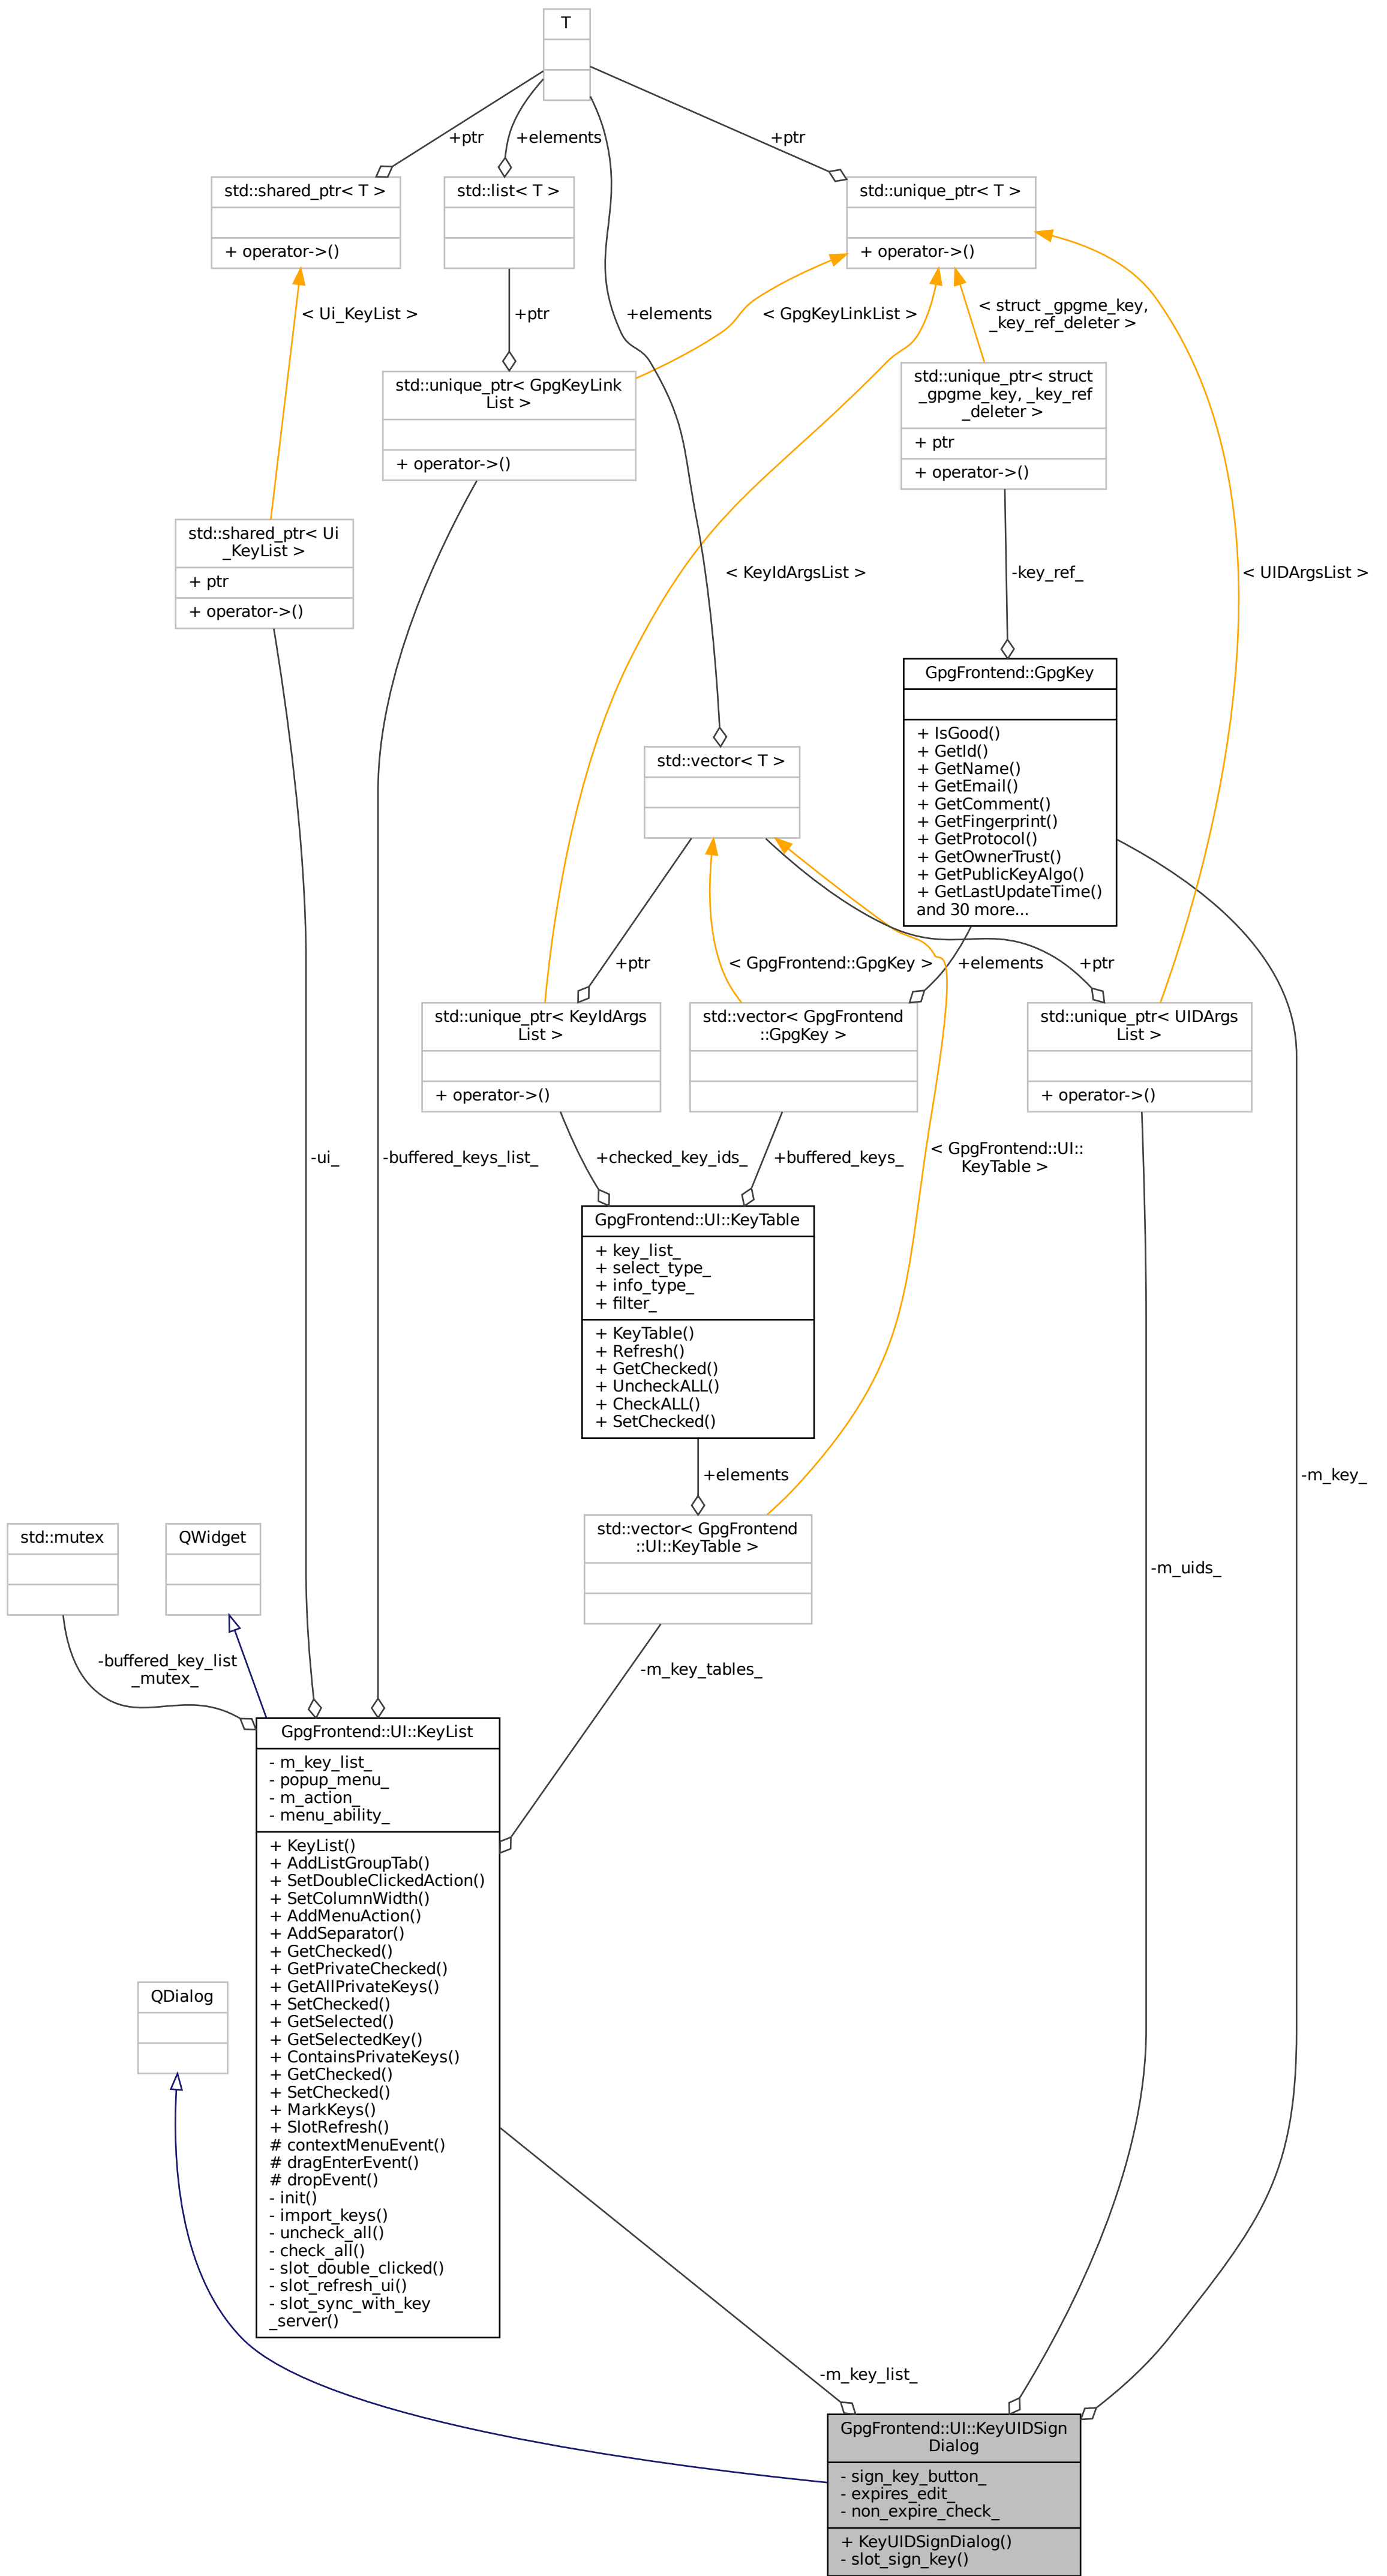 T
+ptr
+elements
+ptr
std::shared_ptr< T >
+ operator->()
std::list< T >
std::unique_ptr< T >
+ operator->()
< Ui_KeyList >
+ptr
+elements
< GpgKeyLinkList >
< struct _gpgme_key,
_key_ref_deleter >
std::unique_ptr< GpgKeyLink
List >
+ operator->()
std::unique_ptr< struct
_gpgme_key, _key_ref
_deleter >
+ ptr
+ operator->()
std::shared_ptr< Ui
_KeyList >
+ ptr
+ operator->()
< KeyIdArgsList >
-key_ref_
< UIDArgsList >
GpgFrontend::GpgKey
+ IsGood()
+ GetId()
+ GetName()
+ GetEmail()
+ GetComment()
+ GetFingerprint()
+ GetProtocol()
+ GetOwnerTrust()
+ GetPublicKeyAlgo()
+ GetLastUpdateTime()
and 30 more...
std::vector< T >
+ptr
< GpgFrontend::GpgKey >
+elements
+ptr
std::unique_ptr< KeyIdArgs
List >
+ operator->()
std::vector< GpgFrontend
::GpgKey >
std::unique_ptr< UIDArgs
List >
+ operator->()
-ui_
-buffered_keys_list_
+checked_key_ids_
+buffered_keys_
< GpgFrontend::UI::
KeyTable >
GpgFrontend::UI::KeyTable
+ key_list_
+ select_type_
+ info_type_
+ filter_
+ KeyTable()
+ Refresh()
+ GetChecked()
+ UncheckALL()
+ CheckALL()
+ SetChecked()
+elements
-m_key_
std::mutex
QWidget
std::vector< GpgFrontend
::UI::KeyTable >
-m_uids_
-buffered_key_list
_mutex_
-m_key_tables_
GpgFrontend::UI::KeyList
- m_key_list_
- popup_menu_
- m_action_
- menu_ability_
+ KeyList()
+ AddListGroupTab()
+ SetDoubleClickedAction()
+ SetColumnWidth()
+ AddMenuAction()
+ AddSeparator()
+ GetChecked()
+ GetPrivateChecked()
+ GetAllPrivateKeys()
+ SetChecked()
+ GetSelected()
+ GetSelectedKey()
+ ContainsPrivateKeys()
+ GetChecked()
+ SetChecked()
+ MarkKeys()
+ SlotRefresh()
# contextMenuEvent()
# dragEnterEvent()
# dropEvent()
- init()
- import_keys()
- uncheck_all()
- check_all()
- slot_double_clicked()
- slot_refresh_ui()
- slot_sync_with_key
_server()
QDialog
-m_key_list_
GpgFrontend::UI::KeyUIDSign
Dialog
- sign_key_button_
- expires_edit_
- non_expire_check_
+ KeyUIDSignDialog()
- slot_sign_key()